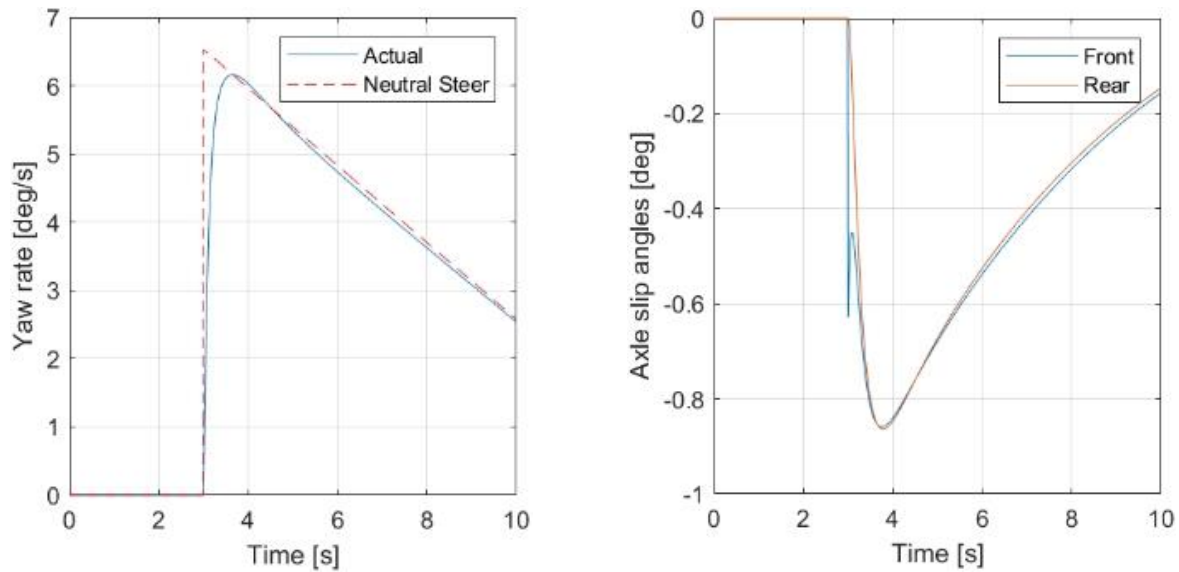 7
6
5
4
3
2
1
0
Yaw rate [deg/s]
Actual
Neutral Steer
0 2 4 6 8 10
Time [s]
0
-0.2
-0.4
-0.6
-0.8
-1
Axle slip angles [deg]
Front
Rear
0 2 4 6 8 10
Time [s]